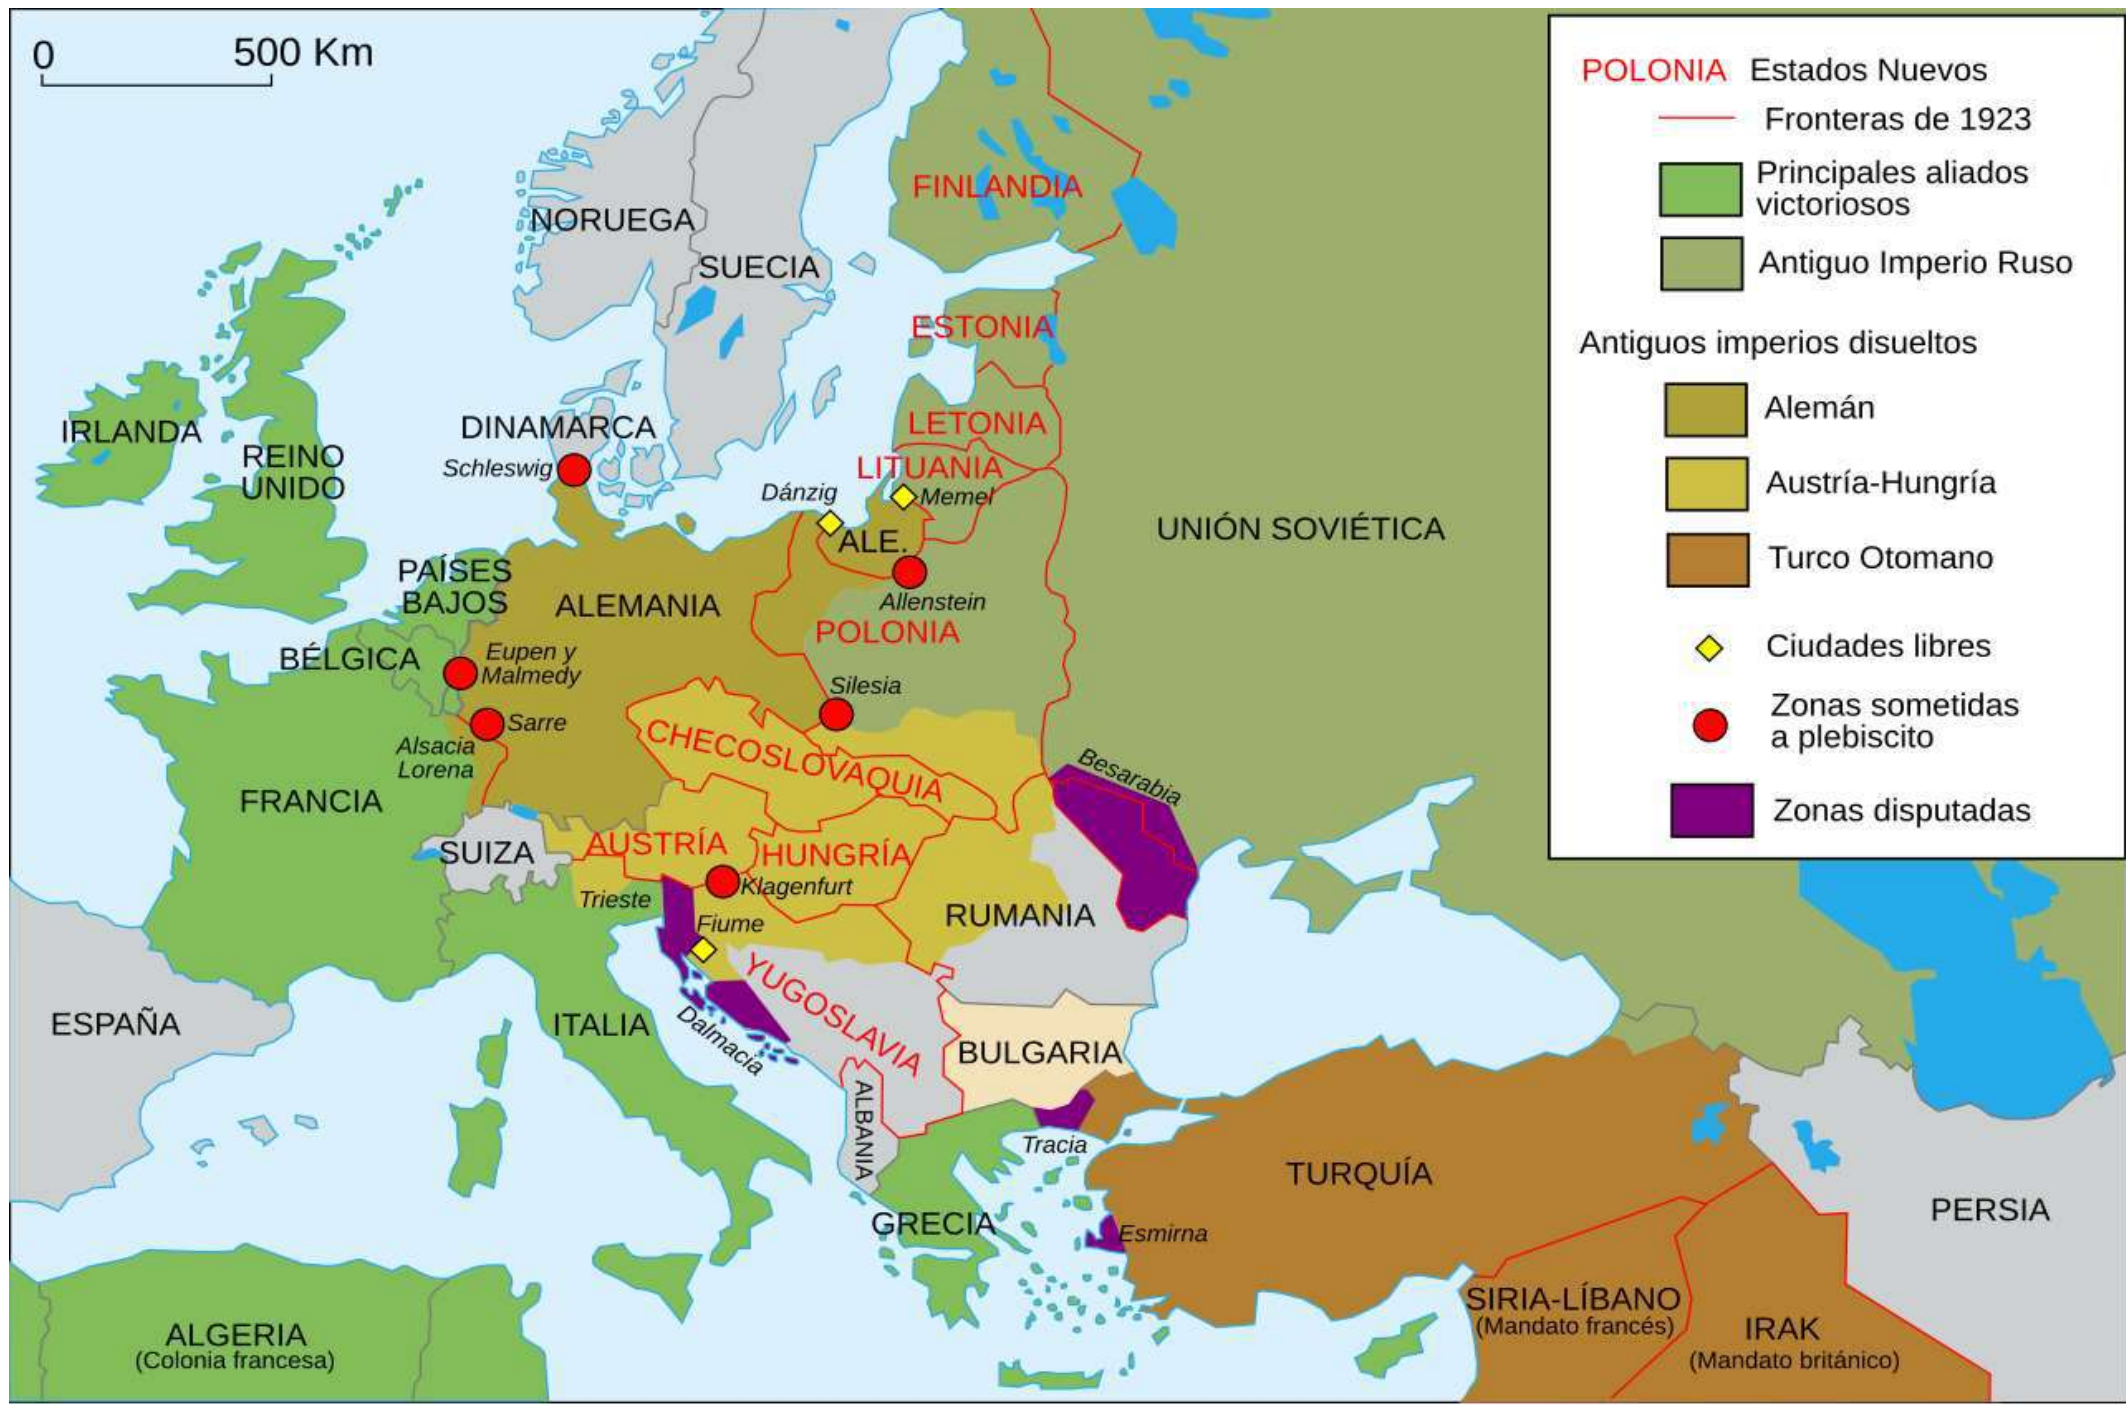 0 500 Km
POLONIA Estados Nuevos
Fronteras de 1923
Principales aliados
victoriosos
Antiguo Imperio Ruso
Antiguos imperios disueltos
Alemán
Austría-Hungría
Turco Otomano
Ciudades libres
Zonas sometidas
a plebiscito
Zonas disputadas
FINLANDIA
NORUEGA
SUECIA
ESTONIA
LETONIA
LITUANIA
IRLANDA
REINO
UNIDO
DINAMARCA
Schleswig
Dánzig
Memel
ALE.
Allenstein
UNIÓN SOVIÉTICA
PAÍSES
BAJOS
ALEMANIA
POLONIA
BÉLGICA
Eupen y
Malmedy
Silesia
Sarre
Alsacia
Lorena
CHECOSLOVAQUIA
Besarabia
FRANCIA
SUIZA
AUSTRÍA
HUNGRÍA
Klagenfurt
Trieste
Fiume
RUMANIA
YUGOSLAVIA
ESPAÑA
ITALIA
Dalmacia
BULGARIA
ALBANIA
Tracia
TURQUÍA
GRECIA
Esmirna
PERSIA
SIRIA-LÍBANO
(Mandato francés)
IRAK
(Mandato británico)
ALGERIA
(Colonia francesa)